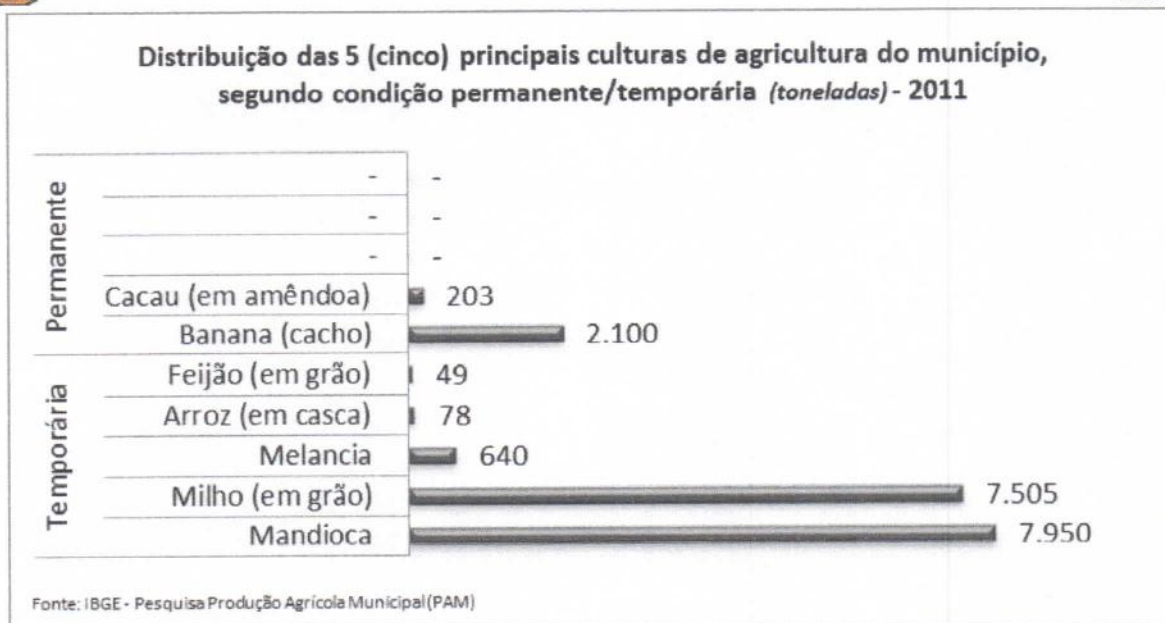 Distribuição das 5 (cinco) principais culturas de agricultura do município,
segundo condição permanente/temporária (toneladas) - 2011
Permanente
- -
- -
- -
Cacau (em amêndoa) 203
Banana (cacho) 2.100
Temporária
Feijão (em grão) 49
Arroz (em casca) 78
Melancia 640
Milho (em grão) 7.505
Mandioca 7.950
Fonte: IBGE - Pesquisa Produção Agrícola Municipal (PAM)